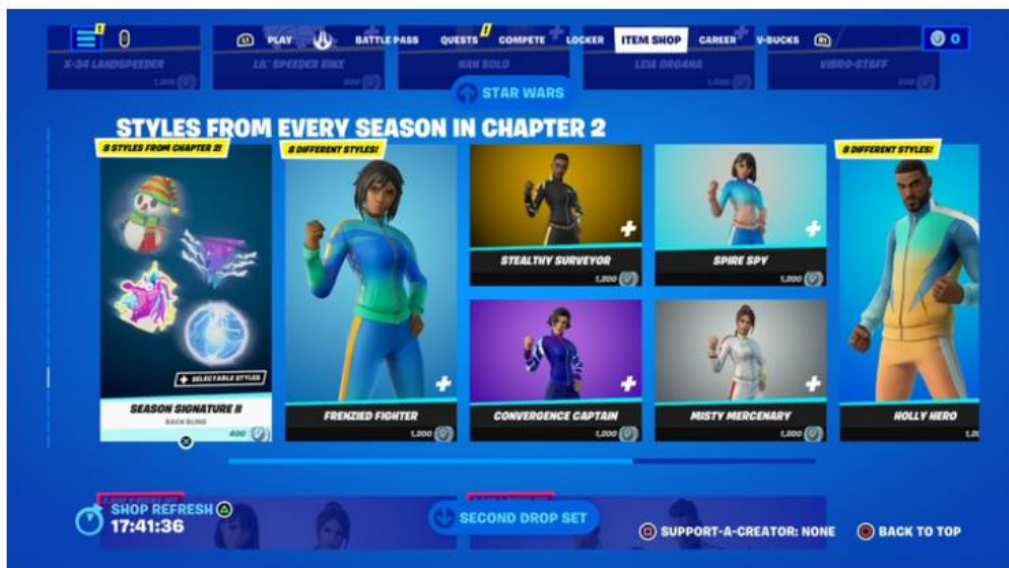 PLAY
BATTLE PASS
QUESTS
COMPETE
LOCKER
ITEM SHOP
CAREER
V-BUCKS
0
X-34 LANDSPEEDER
LIL' SPEEDER BIKE
HAN SOLO
LEIA ORGANA
VIBRO-STAFF
STAR WARS
STYLES FROM EVERY SEASON IN CHAPTER 2
8 STYLES FROM CHAPTER 2!
8 DIFFERENT STYLES!
8 DIFFERENT STYLES!
STEALTHY SURVEYOR
1,200
SPIRE SPY
1,200
+ SELECTABLE STYLES
SEASON SIGNATURE II
BACK BLING
400
FRENZIED FIGHTER
1,200
CONVERGENCE CAPTAIN
1,200
MISTY MERCENARY
1,200
HOLLY HERO
SHOP REFRESH
17:41:36
SECOND DROP SET
SUPPORT-A-CREATOR: NONE
BACK TO TOP